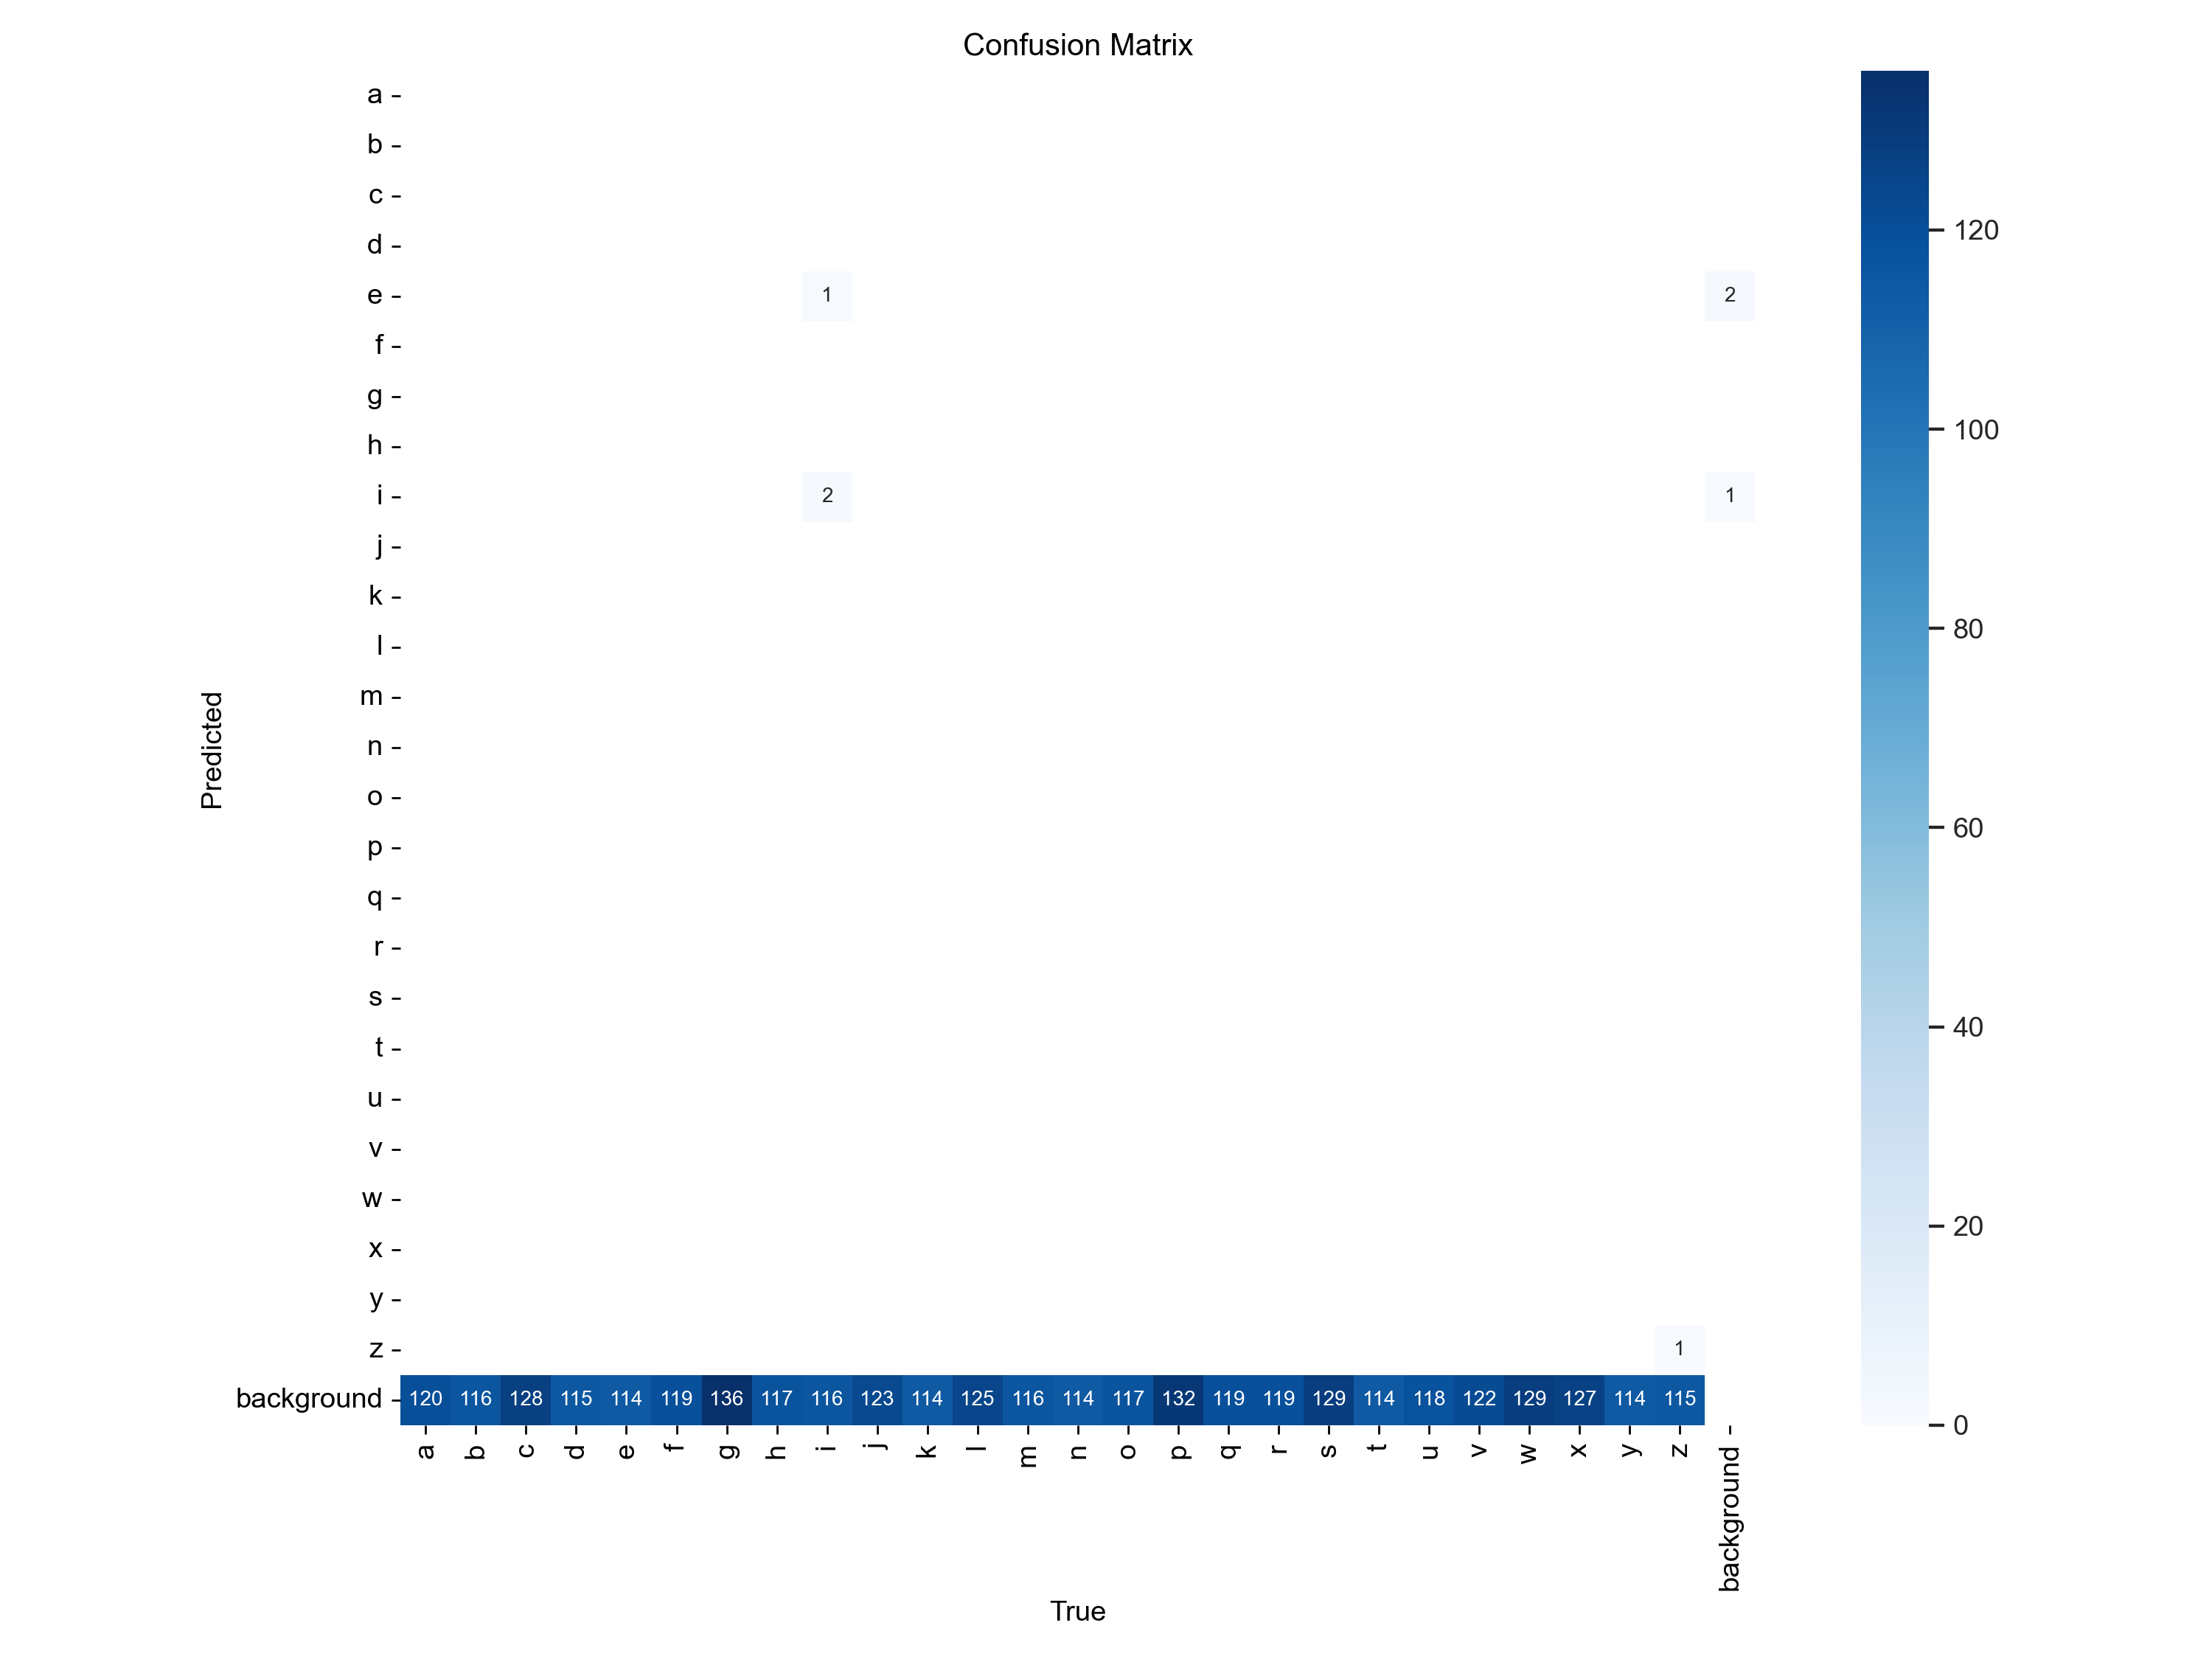 Confusion Matrix
a
b
c
d
e 1 2
f
g
h
i 2 1
j
k
l
m
n
o
p
q
r
s
t
u
v
w
x
y
z 1
background 120 116 128 115 114 119 136 117 116 123 114 125 116 114 117 132 119 119 129 114 118 122 129 127 114 115
a b c d e f g h i j k l m n o p q r s t u v w x y z background
Predicted
True
120
100
80
60
40
20
0